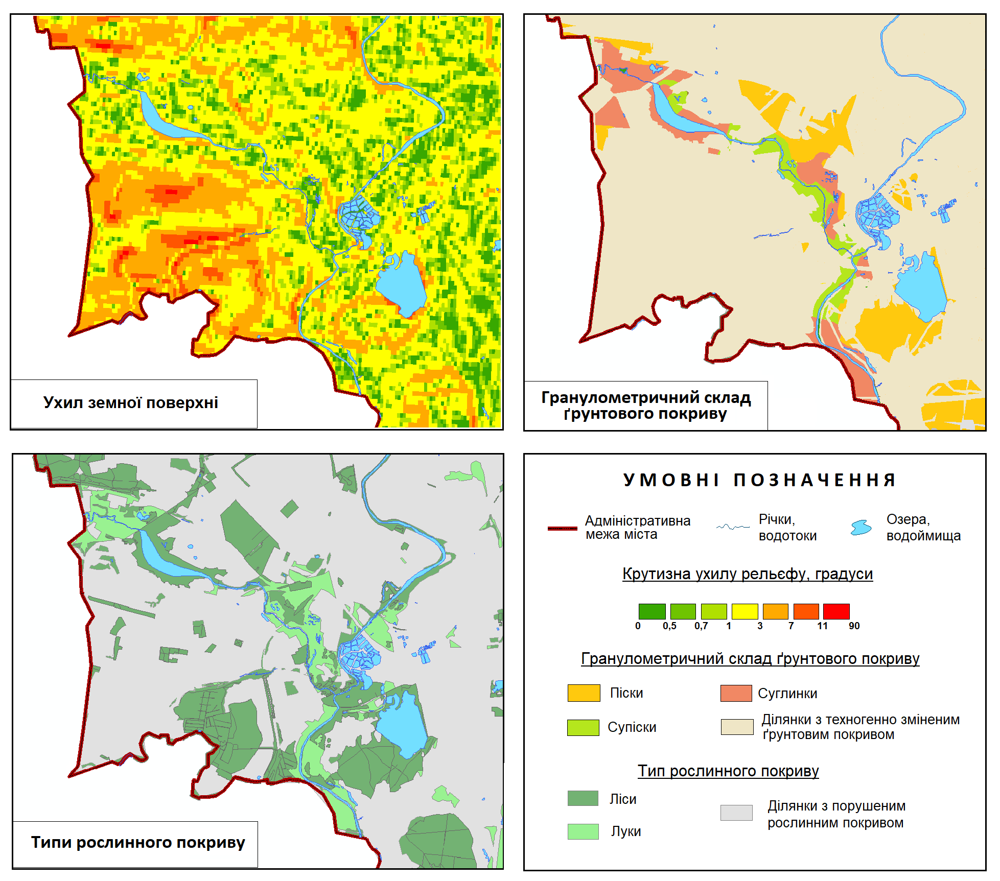 Ухил земної поверхні
Гранулометричний склад
ґрунтового покриву
Типи рослинного покриву
УМОВНІ ПОЗНАЧЕННЯ
Адміністративна
межа міста
Річки,
водотоки
Озера,
водоймища
Крутизна ухилу рельєфу, градуси
0 0,5 0,7 1 3 7 11 90
Гранулометричний склад ґрунтового покриву
Піски
Суглинки
Супіски
Ділянки з техногенно зміненим
ґрунтовим покривом
Тип рослинного покриву
Ліси
Луки
Ділянки з порушеним
рослинним покривом